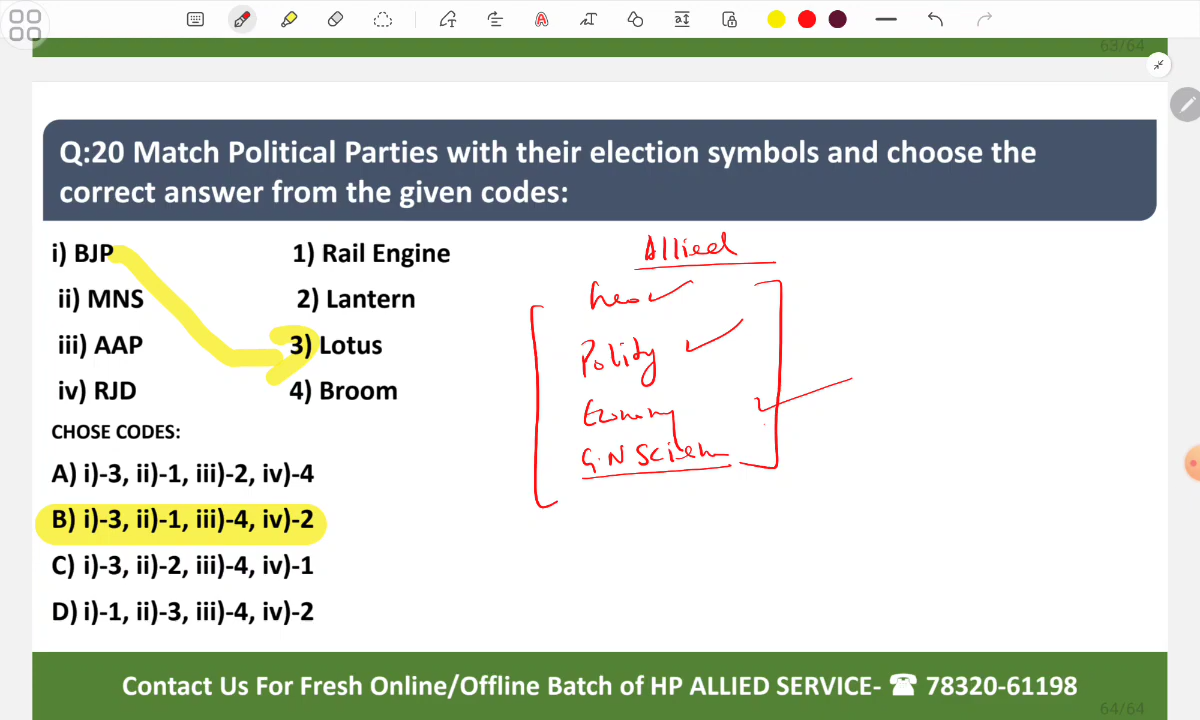 63/64
Q:20 Match Political Parties with their election symbols and choose the
correct answer from the given codes:
i) BJP 1) Rail Engine
ii) MNS 2) Lantern
iii) AAP 3) Lotus
iv) RJD 4) Broom
CHOSE CODES:
A) i)-3, ii)-1, iii)-2, iv)-4
B) i)-3, ii)-1, iii)-4, iv)-2
C) i)-3, ii)-2, iii)-4, iv)-1
D) i)-1, ii)-3, iii)-4, iv)-2
Allied
Polity
Economy
G.N
Contact Us For Fresh Online/Offline Batch of HP ALLIED SERVICE- ☎ 78320-61198
64/64